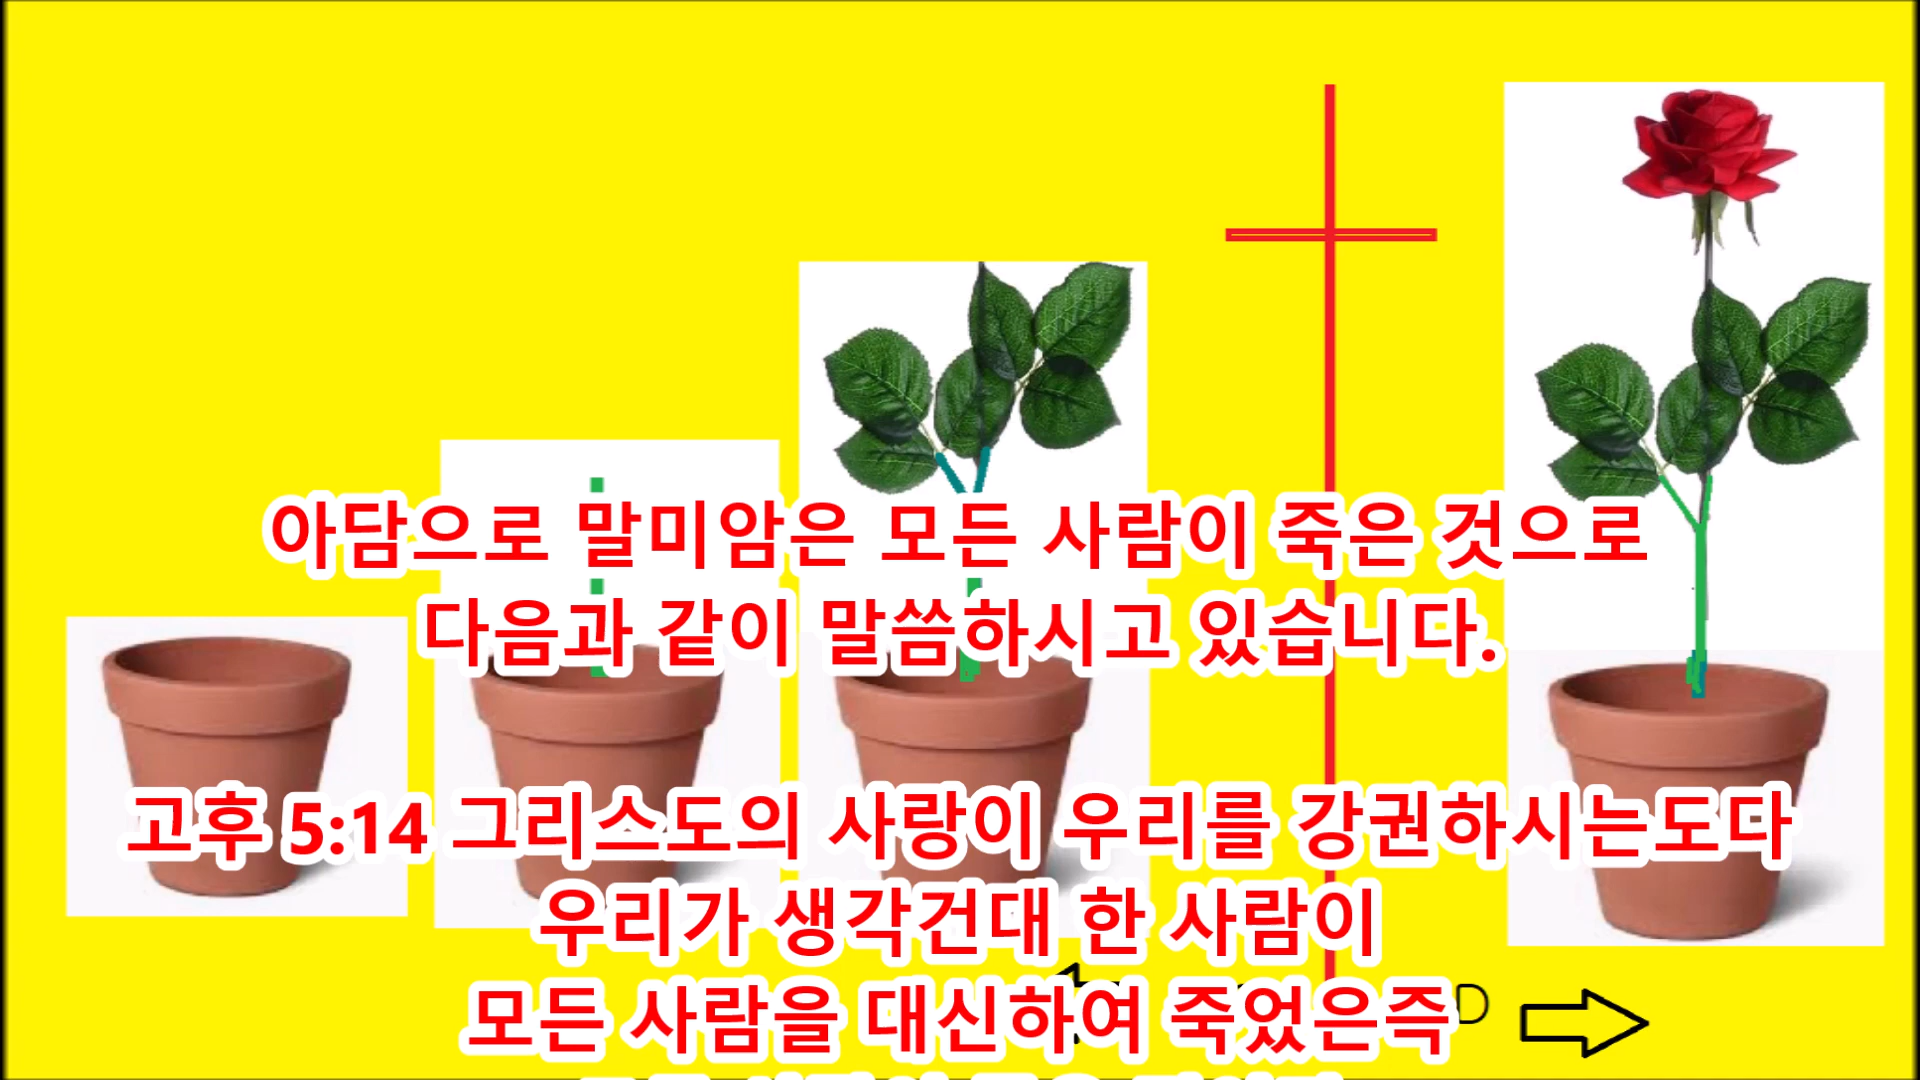 아담으로 말미암은 모든 사람이 죽은 것으로
다음과 같이 말씀하시고 있습니다.
고후 5:14 그리스도의 사랑이 우리를 강권하시는도다
우리가 생각건대 한 사람이
모든 사람을 대신하여 죽었은즉
D